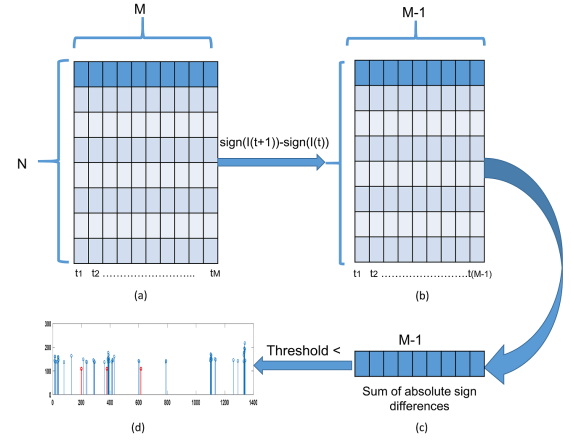 M
M-1
N
sign(I(t+1))-sign(I(t))
t1 t2 ................................ tM
t1 t2 ..............................t(M-1)
(a)
(b)
300
200
100
0
0 200 400 600 800 1000 1200 1400
Threshold <
M-1
Sum of absolute sign
differences
(d)
(c)